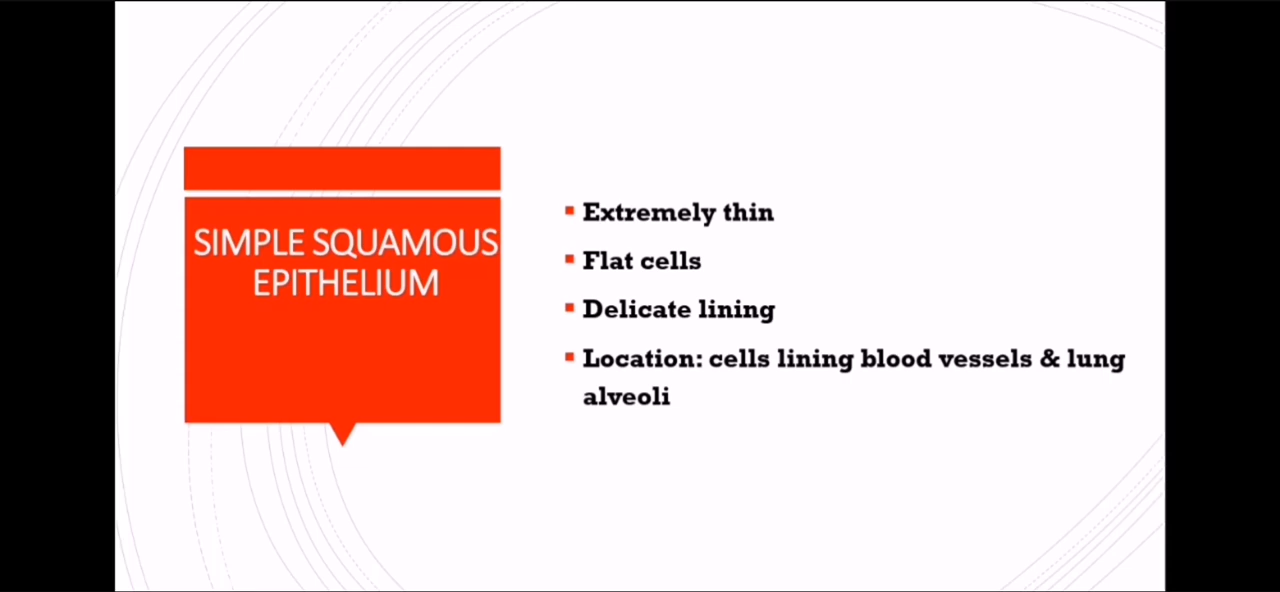 SIMPLE SQUAMOUS
EPITHELIUM
Extremely thin
Flat cells
Delicate lining
Location: cells lining blood vessels & lung
alveoli